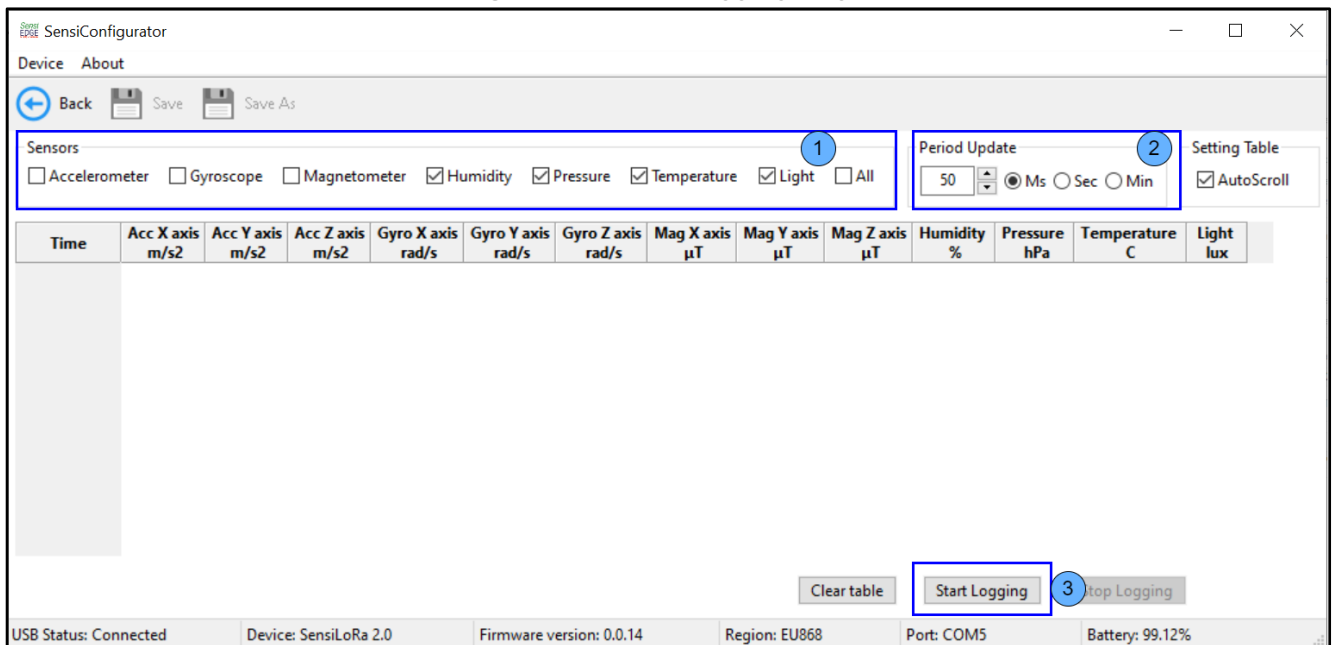 Sensi
EDGE
SensiConfigurator
Device About
Back Save Save As
Sensors
1
Period Update
2
Setting Table
Accelerometer Gyroscope Magnetometer Humidity Pressure Temperature Light All
50 Ms Sec Min
AutoScroll
Time Acc X axis Acc Y axis Acc Z axis Gyro X axis Gyro Y axis Gyro Z axis Mag X axis Mag Y axis Mag Z axis Humidity Pressure Temperature Light
m/s2 m/s2 m/s2 rad/s rad/s rad/s µT µT µT % hPa C lux
Clear table Start Logging 3 top Logging
USB Status: Connected Device: SensiLoRa 2.0 Firmware version: 0.0.14 Region: EU868 Port: COM5 Battery: 99.12%